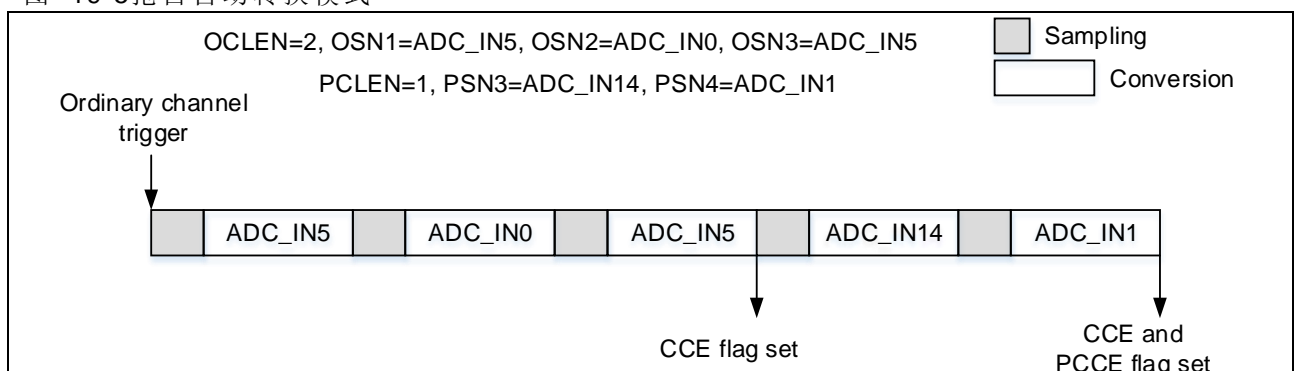 OCLEN=2, OSN1=ADC_IN5, OSN2=ADC_IN0, OSN3=ADC_IN5
PCLEN=1, PSN3=ADC_IN14, PSN4=ADC_IN1
Sampling
Conversion
Ordinary channel
trigger
ADC_IN5 ADC_IN0 ADC_IN5 ADC_IN14 ADC_IN1
CCE flag set
CCE and
PCCE flag set